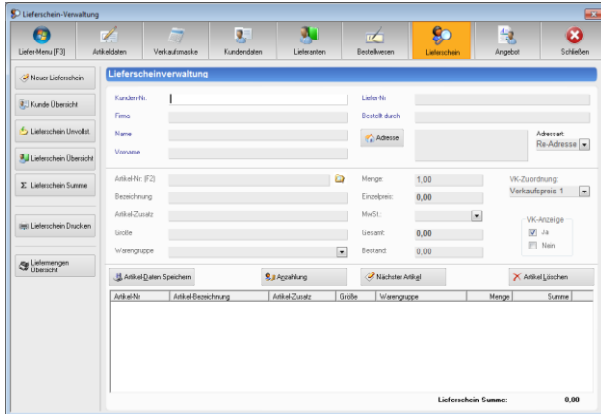 Lieferschein-Verwaltung
Liefer-Menu [F3] Artikeldaten Verkaufsmaske Kundendaten Lieferanten Bestellwesen Lieferschein Angebot Schließen
Neuer Lieferschein
Kunde Übersicht
Lieferschein Unvollst.
Lieferschein Übersicht
Σ Lieferschein Summe
Lieferschein Drucken
Liefermengen
Übersicht
Lieferscheinverwaltung
Kunden-Nr. Liefer-Nr.
Firma Bestellt durch
Name Adresse Adressart:
Vorname Re-Adresse
Artikel-Nr. (F2) Menge: 1,00 VK-Zuordnung:
Bezeichnung Einzelpreis: 0,00 Verkaufspreis 1
Artikel-Zusatz MwSt.: VK-Anzeige
Größe Gesamt: 0,00 Ja
Warengruppe Bestand: 0,00 Nein
Artikel-Daten Speichern Anzahlung Nächster Artikel Artikel Löschen
Artikel-Nr Artikel-Bezeichnung Artikel-Zusatz Größe Warengruppe Menge Summe
Lieferschein Summe: 0,00